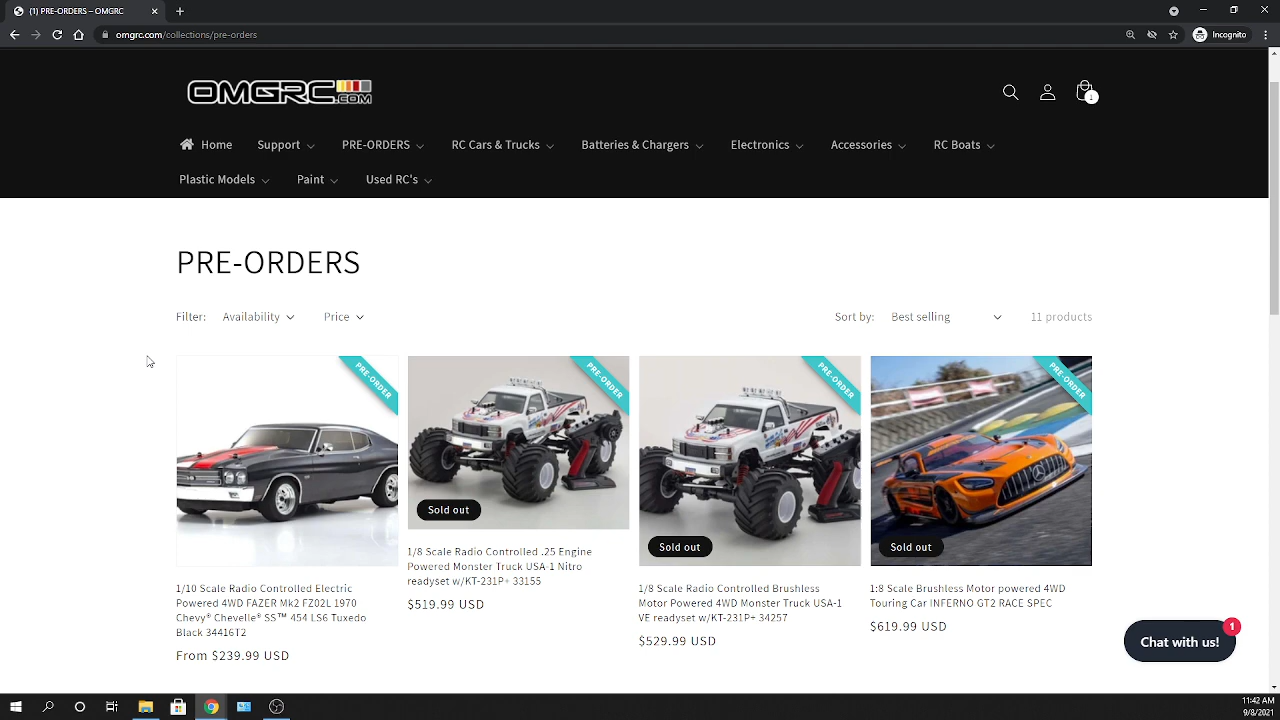 (1) PRE-ORDERS – OMGRC
omgrc.com/collections/pre-orders
Incognito
OMGRC.COM
1
Home
Support
PRE-ORDERS
RC Cars & Trucks
Batteries & Chargers
Electronics
Accessories
RC Boats
Plastic Models
Paint
Used RC's
PRE-ORDERS
Filter:
Availability
Price
Sort by:
Best selling
11 products
PRE-ORDER
PRE-ORDER
PRE-ORDER
PRE-ORDER
Sold out
Sold out
Sold out
1/10 Scale Radio Controlled Electric
Powered 4WD FAZER Mk2 FZ02L 1970
Chevy® Chevelle® SS™ 454 LS6 Tuxedo
Black 34416T2
From $239.99 USD
1/8 Scale Radio Controlled .25 Engine
Powered Monster Truck USA-1 Nitro
readyset w/KT-231P+ 33155
$519.99 USD
1/8 Scale Radio Controlled Brushless
Motor Powered 4WD Monster Truck USA-1
VE readyset w/KT-231P+ 34257
$529.99 USD
1:8 Scale Brushless Motor powered 4WD
Touring Car INFERNO GT2 RACE SPEC
$619.99 USD
Chat with us!
1
11:42 AM
9/8/2021